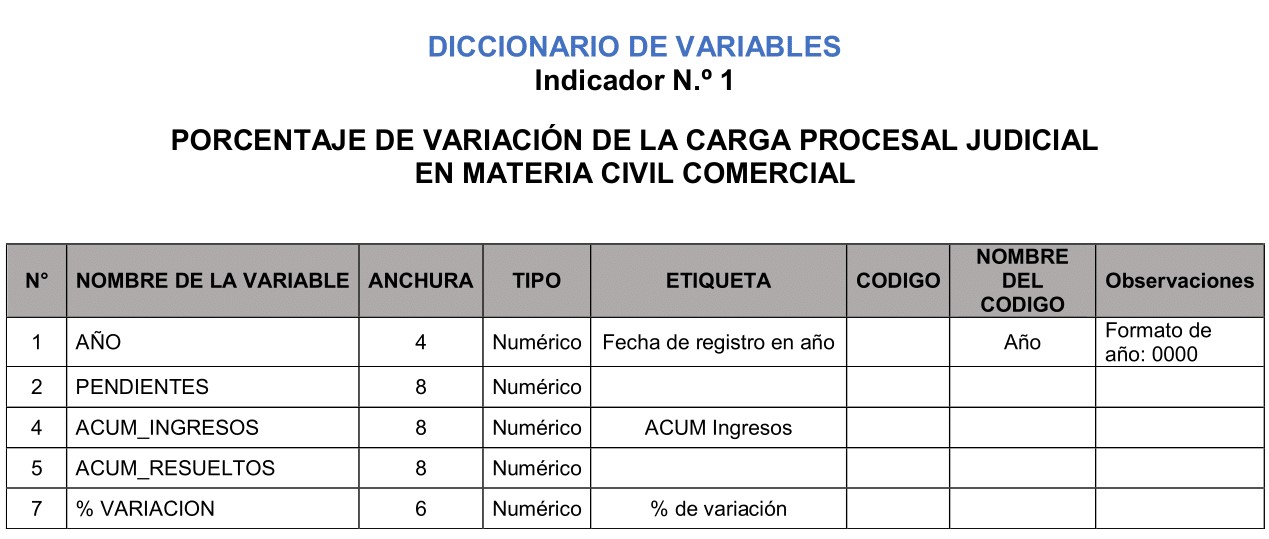 DICCIONARIO DE VARIABLES
Indicador N.º 1
PORCENTAJE DE VARIACIÓN DE LA CARGA PROCESAL JUDICIAL
EN MATERIA CIVIL COMERCIAL
N° NOMBRE DE LA VARIABLE ANCHURA TIPO ETIQUETA CODIGO NOMBRE DEL CODIGO Observaciones
1 AÑO 4 Numérico Fecha de registro en año Año Formato de año: 0000
2 PENDIENTES 8 Numérico
4 ACUM_INGRESOS 8 Numérico ACUM Ingresos
5 ACUM_RESUELTOS 8 Numérico
7 % VARIACION 6 Numérico % de variación